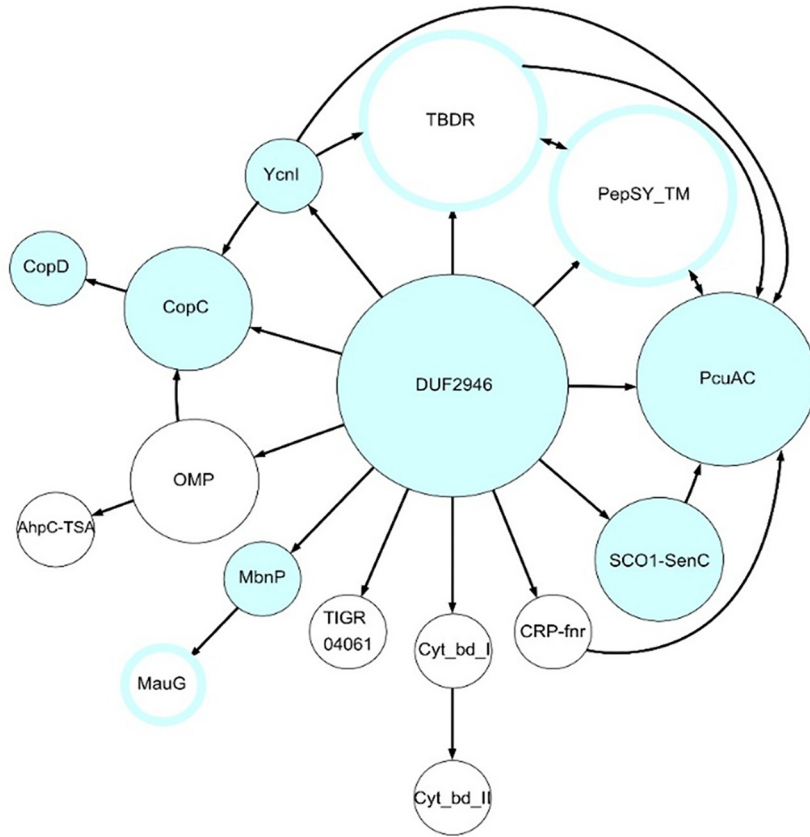 TBDR
YcnI
PepSY_TM
CopD
CopC
PcuAC
DUF2946
OMP
AhpC-TSA
SCO1-SenC
MbnP
TIGR
04061
CRP-fnr
Cyt_bd_I
MauG
Cyt_bd_II